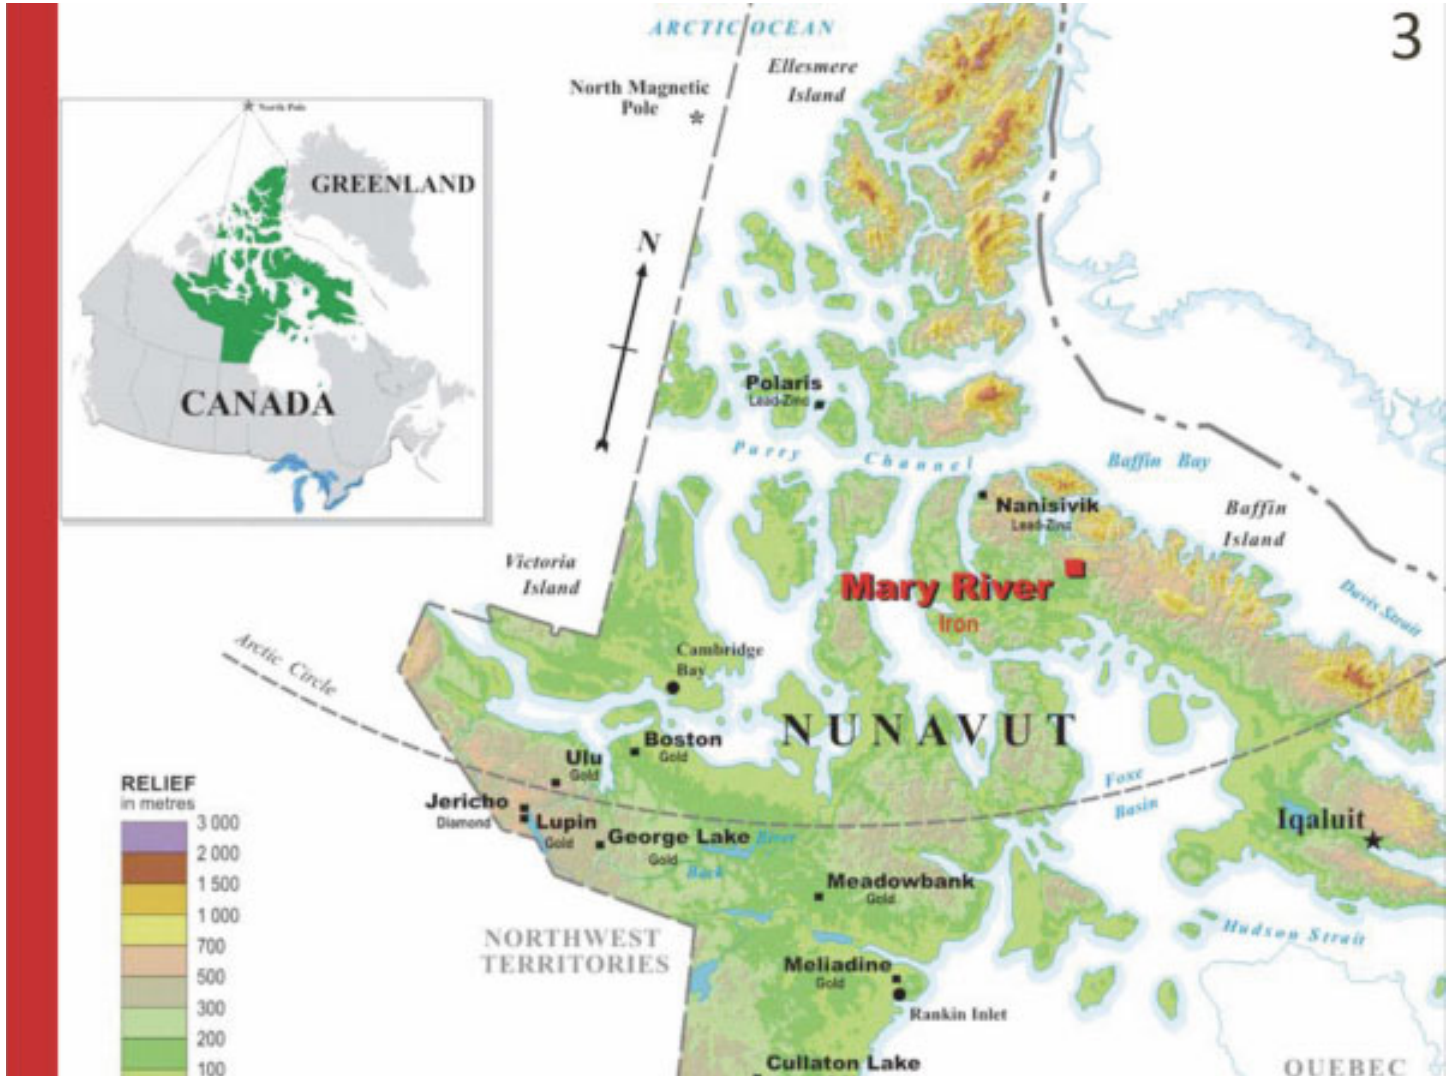 3
ARCTIC OCEAN
Ellesmere
Island
North Magnetic
Pole
North Pole
GREENLAND
CANADA
N
Polaris
Lead-Zinc
Parry Channel
Baffin Bay
Nanisivik
Lead-Zinc
Baffin
Island
Victoria
Island
Mary River
Iron
Davis Strait
Arctic Circle
Cambridge
Bay
NUNAVUT
Boston
Gold
Ulu
Gold
Foxe
Basin
RELIEF
in metres
3 000
2 000
1 500
1 000
700
500
300
200
100
Jericho
Diamond
Lupin
Gold
George Lake
Gold
River
Back
Iqaluit
Meadowbank
Gold
Hudson Strait
NORTHWEST
TERRITORIES
Meliadine
Gold
Rankin Inlet
Cullaton Lake
QUEBEC